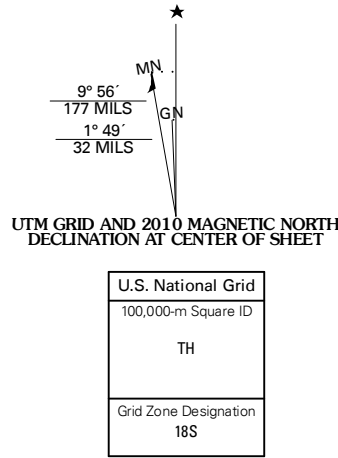 MN
GN
9° 56´
177 MILS
1° 49´
32 MILS
UTM GRID AND 2010 MAGNETIC NORTH
DECLINATION AT CENTER OF SHEET
U.S. National Grid
100,000-m Square ID
TH
Grid Zone Designation
18S